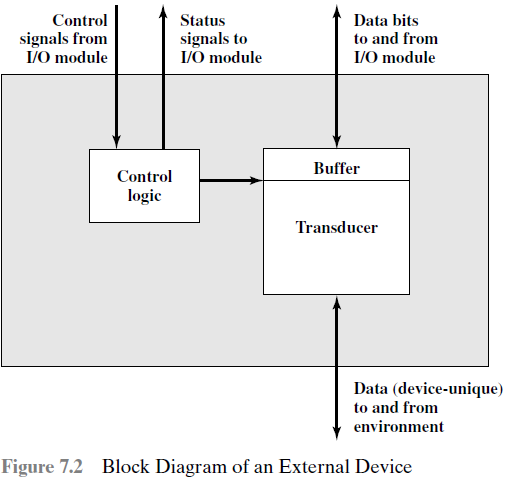 Control
signals from
I/O module
Status
signals to
I/O module
Data bits
to and from
I/O module
Control
logic
Buffer
Transducer
Data (device-unique)
to and from
environment
Figure 7.2 Block Diagram of an External Device